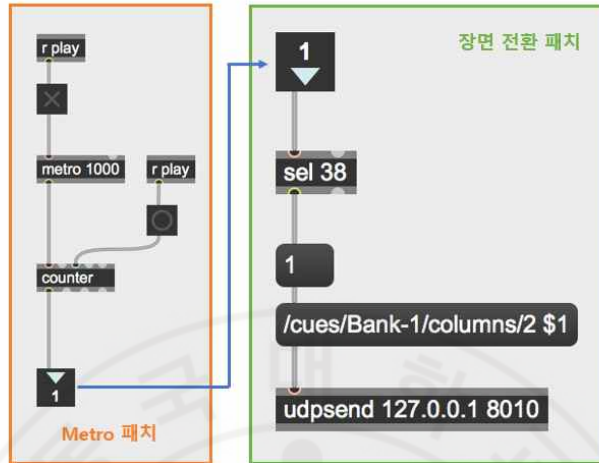 r play
metro 1000
r play
counter
1
Metro 패치
장면 전환 패치
1
sel 38
1
/cues/Bank-1/columns/2 $1
udpsend 127.0.0.1 8010